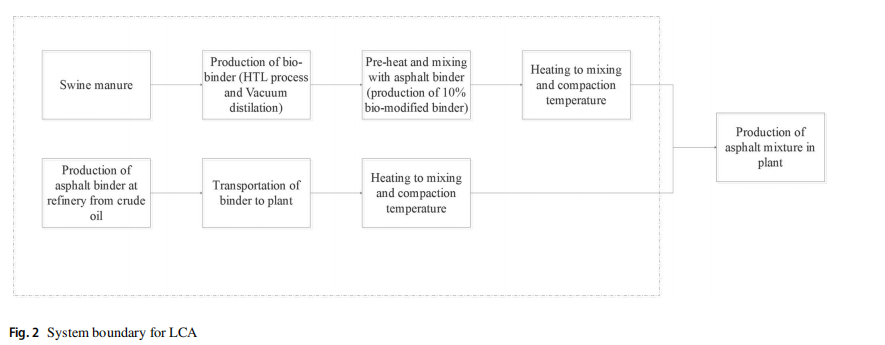 Swine manure
Production of bio-
binder (HTL process
and Vacuum
distilation)
Pre-heat and mixing
with asphalt binder
(production of 10%
bio-modified binder)
Heating to mixing
and compaction
temperature
Production of
asphalt mixture in
plant
Production of
asphalt binder at
refinery from crude
oil
Transportation of
binder to plant
Heating to mixing
and compaction
temperature
Fig. 2 System boundary for LCA